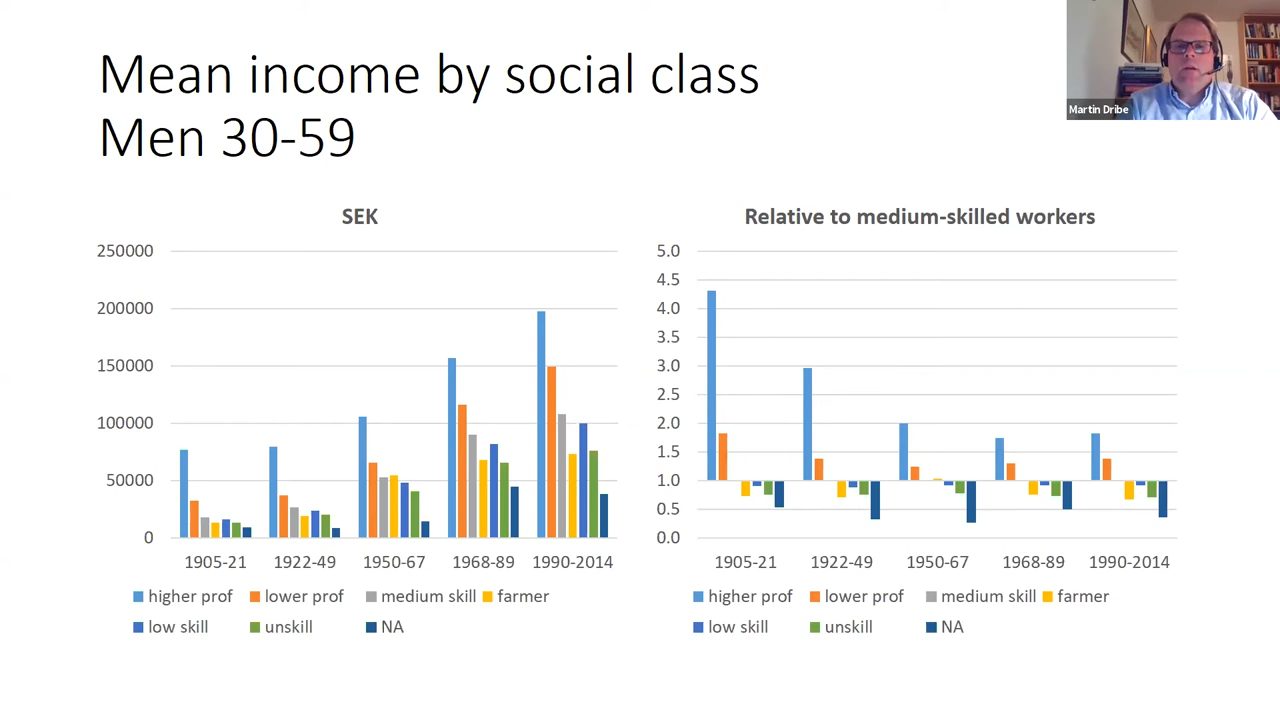 Mean income by social class
Men 30-59
Martin Dribe
SEK
250000
200000
150000
100000
50000
0
1905-21 1922-49 1950-67 1968-89 1990-2014
higher prof lower prof medium skill farmer
low skill unskill NA
Relative to medium-skilled workers
5.0
4.5
4.0
3.5
3.0
2.5
2.0
1.5
1.0
0.5
0.0
1905-21 1922-49 1950-67 1968-89 1990-2014
higher prof lower prof medium skill farmer
low skill unskill NA